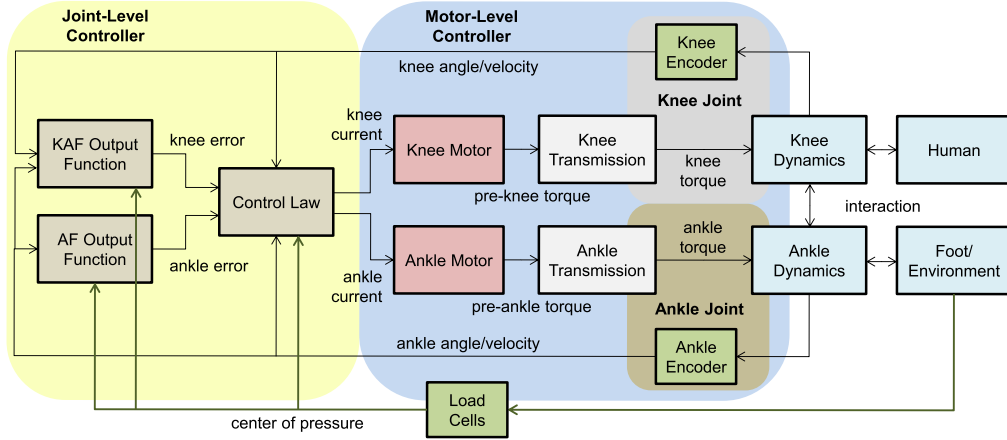 Joint-Level
Controller
Motor-Level
Controller
Knee
Encoder
knee angle/velocity
Knee Joint
knee
current
KAF Output
Function
knee error
Knee Motor
Knee
Transmission
knee
torque
Knee
Dynamics
Human
pre-knee torque
Control Law
interaction
AF Output
Function
ankle error
ankle
current
Ankle Motor
Ankle
Transmission
ankle
torque
Ankle
Dynamics
Foot/
Environment
pre-ankle torque
Ankle Joint
ankle angle/velocity
Ankle
Encoder
Load
Cells
center of pressure